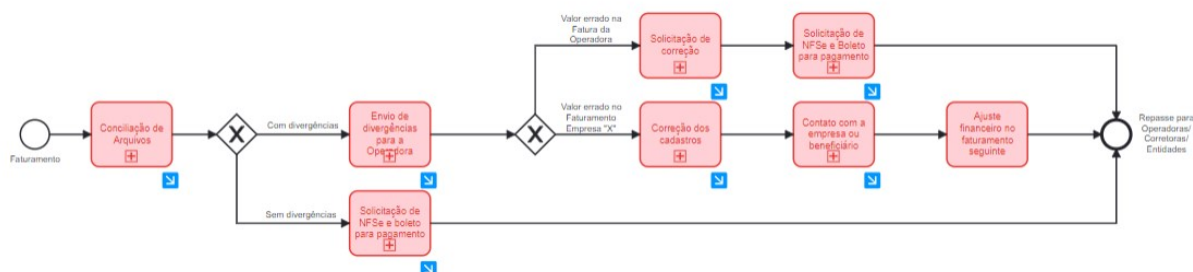 Faturamento
Conciliação de
Arquivos
X
Com divergências
Sem divergências
Envio de
divergências
para a
Operadora
Solicitação de
NFSe e boleto
para pagamento
X
Valor errado na
Fatura da
Operadora
Valor errado no
Faturamento
Empresa "X"
Solicitação de
correção
Solicitação de
NFSe e Boleto
para pagamento
Correção dos
cadastros
Contato com a
empresa ou
beneficiário
Ajuste
financeiro no
faturamento
seguinte
Repasse para
Operadoras/
Corretoras/
Entidades